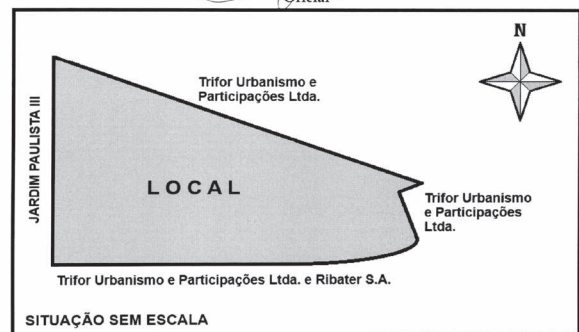 Oficial
N
Trifor Urbanismo e
Participações Ltda.
JARDIM PAULISTA III
LOCAL
Trifor Urbanismo
e Participações
Ltda.
Trifor Urbanismo e Participações Ltda. e Ribater S.A.
SITUAÇÃO SEM ESCALA